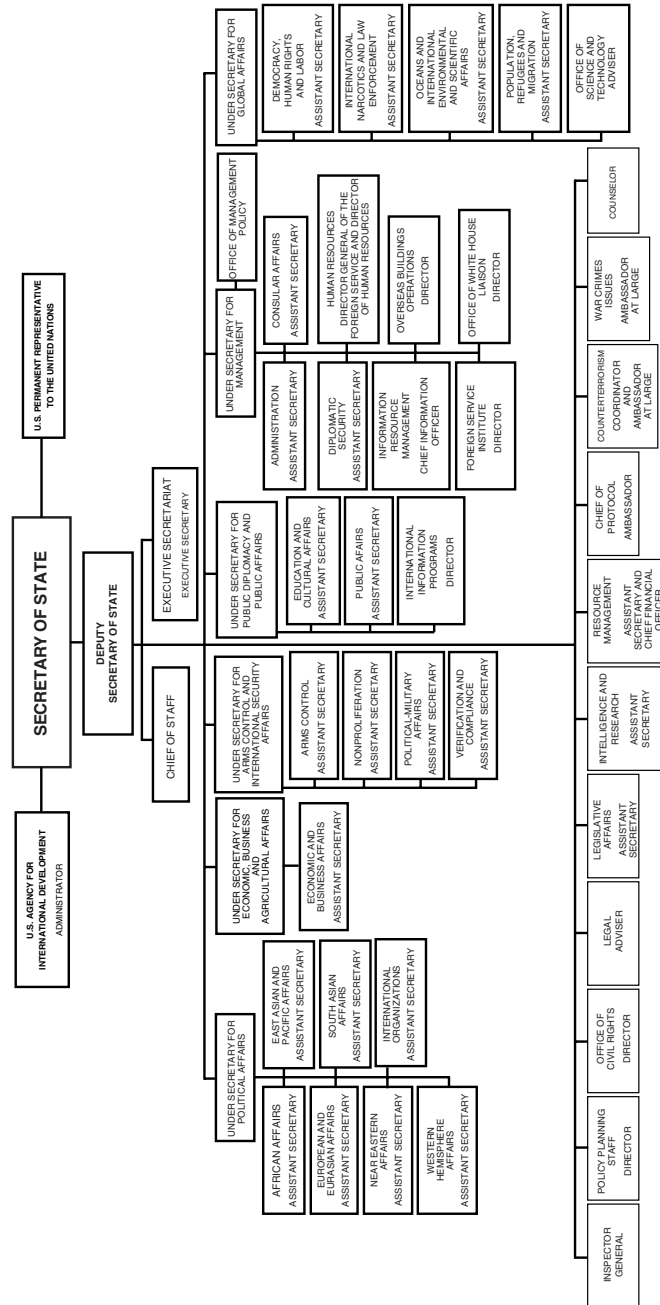 SECRETARY OF STATE
U.S. AGENCY FOR
INTERNATIONAL DEVELOPMENT
ADMINISTRATOR
U.S. PERMANENT REPRESENTATIVE
TO THE UNITED NATIONS
DEPUTY
SECRETARY OF STATE
CHIEF OF STAFF
EXECUTIVE SECRETARIAT
EXECUTIVE SECRETARY
UNDER SECRETARY FOR
POLITICAL AFFAIRS
AFRICAN AFFAIRS
ASSISTANT SECRETARY
EAST ASIAN AND
PACIFIC AFFAIRS
ASSISTANT SECRETARY
EUROPEAN AND
EURASIAN AFFAIRS
ASSISTANT SECRETARY
SOUTH ASIAN
AFFAIRS
ASSISTANT SECRETARY
NEAR EASTERN
AFFAIRS
ASSISTANT SECRETARY
INTERNATIONAL
ORGANIZATIONS
ASSISTANT SECRETARY
WESTERN
HEMISPHERE
AFFAIRS
ASSISTANT SECRETARY
UNDER SECRETARY FOR
ECONOMIC, BUSINESS
AND
AGRICULTURAL AFFAIRS
ECONOMIC AND
BUSINESS AFFAIRS
ASSISTANT SECRETARY
UNDER SECRETARY FOR
ARMS CONTROL AND
INTERNATIONAL SECURITY
AFFAIRS
ARMS CONTROL
ASSISTANT SECRETARY
NONPROLIFERATION
ASSISTANT SECRETARY
POLITICAL-MILITARY
AFFAIRS
ASSISTANT SECRETARY
VERIFICATION AND
COMPLIANCE
ASSISTANT SECRETARY
UNDER SECRETARY FOR
PUBLIC DIPLOMACY AND
PUBLIC AFFAIRS
EDUCATION AND
CULTURAL AFFAIRS
ASSISTANT SECRETARY
PUBLIC AFAIRS
ASSISTANT SECRETARY
INTERNATIONAL
INFORMATION
PROGRAMS
DIRECTOR
UNDER SECRETARY FOR
MANAGEMENT
OFFICE OF MANAGEMENT
POLICY
ADMINISTRATION
ASSISTANT SECRETARY
CONSULAR AFFAIRS
ASSISTANT SECRETARY
DIPLOMATIC
SECURITY
ASSISTANT SECRETARY
HUMAN RESOURCES
DIRECTOR GENERAL OF THE
FOREIGN SERVICE AND DIRECTOR
OF HUMAN RESOURCES
INFORMATION
RESOURCE
MANAGEMENT
CHIEF INFORMATION
OFFICER
OVERSEAS BUILDINGS
OPERATIONS
DIRECTOR
FOREIGN SERVICE
INSTITUTE
DIRECTOR
OFFICE OF WHITE HOUSE
LIAISON
DIRECTOR
UNDER SECRETARY FOR
GLOBAL AFFAIRS
DEMOCRACY,
HUMAN RIGHTS
AND LABOR
ASSISTANT SECRETARY
INTERNATIONAL
NARCOTICS AND LAW
ENFORCEMENT
ASSISTANT SECRETARY
OCEANS AND
INTERNATIONAL
ENVIRONMENTAL
AND SCIENTIFIC
AFFAIRS
ASSISTANT SECRETARY
POPULATION,
REFUGEES AND
MIGRATION
ASSISTANT SECRETARY
OFFICE OF
SCIENCE AND
TECHNOLOGY
ADVISER
INSPECTOR
GENERAL
POLICY PLANNING
STAFF
DIRECTOR
OFFICE OF
CIVIL RIGHTS
DIRECTOR
LEGAL
ADVISER
LEGISLATIVE
AFFAIRS
ASSISTANT
SECRETARY
INTELLIGENCE AND
RESEARCH
ASSISTANT
SECRETARY
RESOURCE
MANAGEMENT
ASSISTANT
SECRETARY AND
CHIEF FINANCIAL
OFFICER
CHIEF OF
PROTOCOL
AMBASSADOR
COUNTERTERRORISM
COORDINATOR
AND
AMBASSADOR
AT LARGE
WAR CRIMES
ISSUES
AMBASSADOR
AT LARGE
COUNSELOR